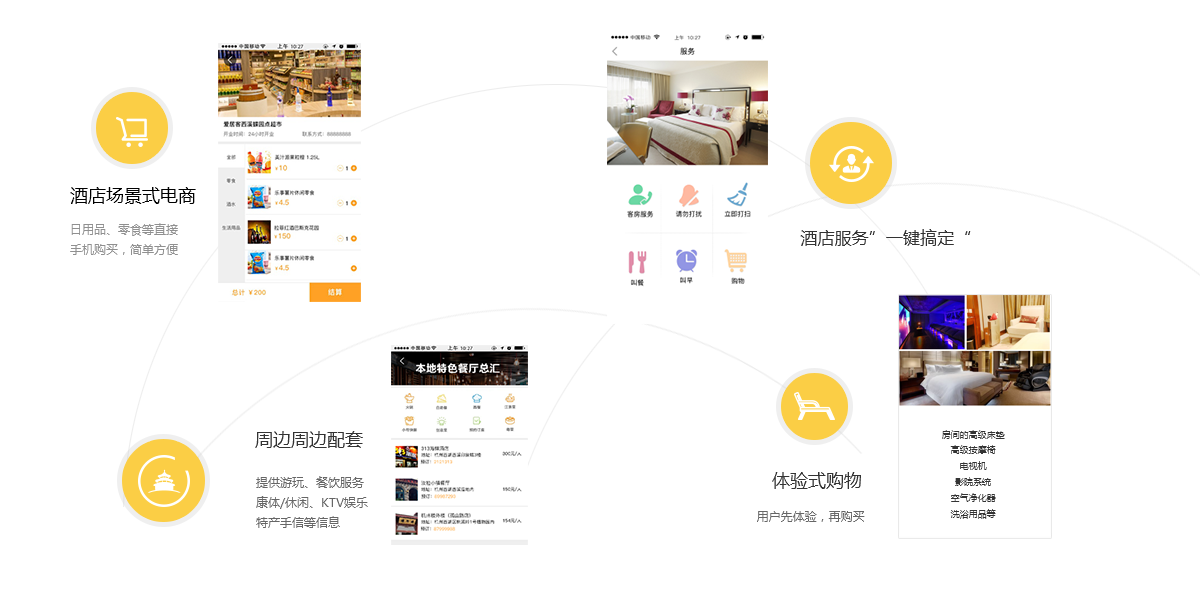 酒店场景式电商
日用品、零食等直接
手机购买，简单方便
中国移动 上午 10:27
爱居客西溪蝶园点超市
开业时间：24小时开业 联系方式：88888888
全部
零食
酒水
生活用品
美汁源果粒橙 1.25L
¥10 1
乐事薯片休闲零食
¥4.5 1
拉菲红酒巴斯克花园
¥150 1
乐事薯片休闲零食
¥4.5
总计 ¥200 结算
中国移动 上午 10:27
服务
客房服务 请勿打扰 立即打扫
叫餐 叫早 购物
酒店服务”一键搞定“
周边周边配套
提供游玩、餐饮服务
康体/休闲、KTV娱乐
特产手信等信息
中国移动 上午 10:27
本地特色餐厅总汇
火锅 西餐
体验式购物
用户先体验，再购买
房间的高级床垫
高级按摩椅
电视机
影院系统
空气净化器
洗浴用品等